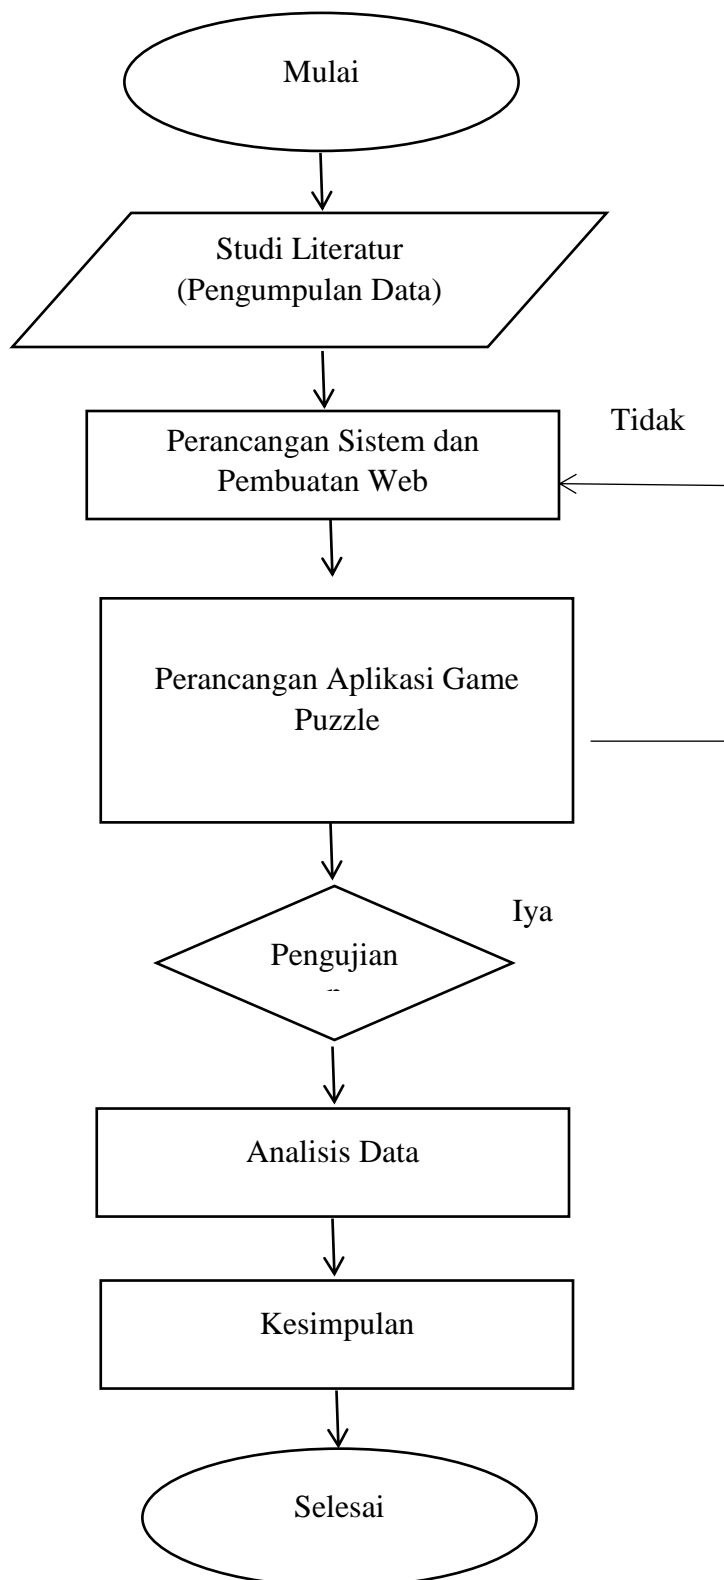 Mulai
Studi Literatur
(Pengumpulan Data)
Tidak
Perancangan Sistem dan
Pembuatan Web
Perancangan Aplikasi Game
Puzzle
Iya
Pengujian
Analisis Data
Kesimpulan
Selesai